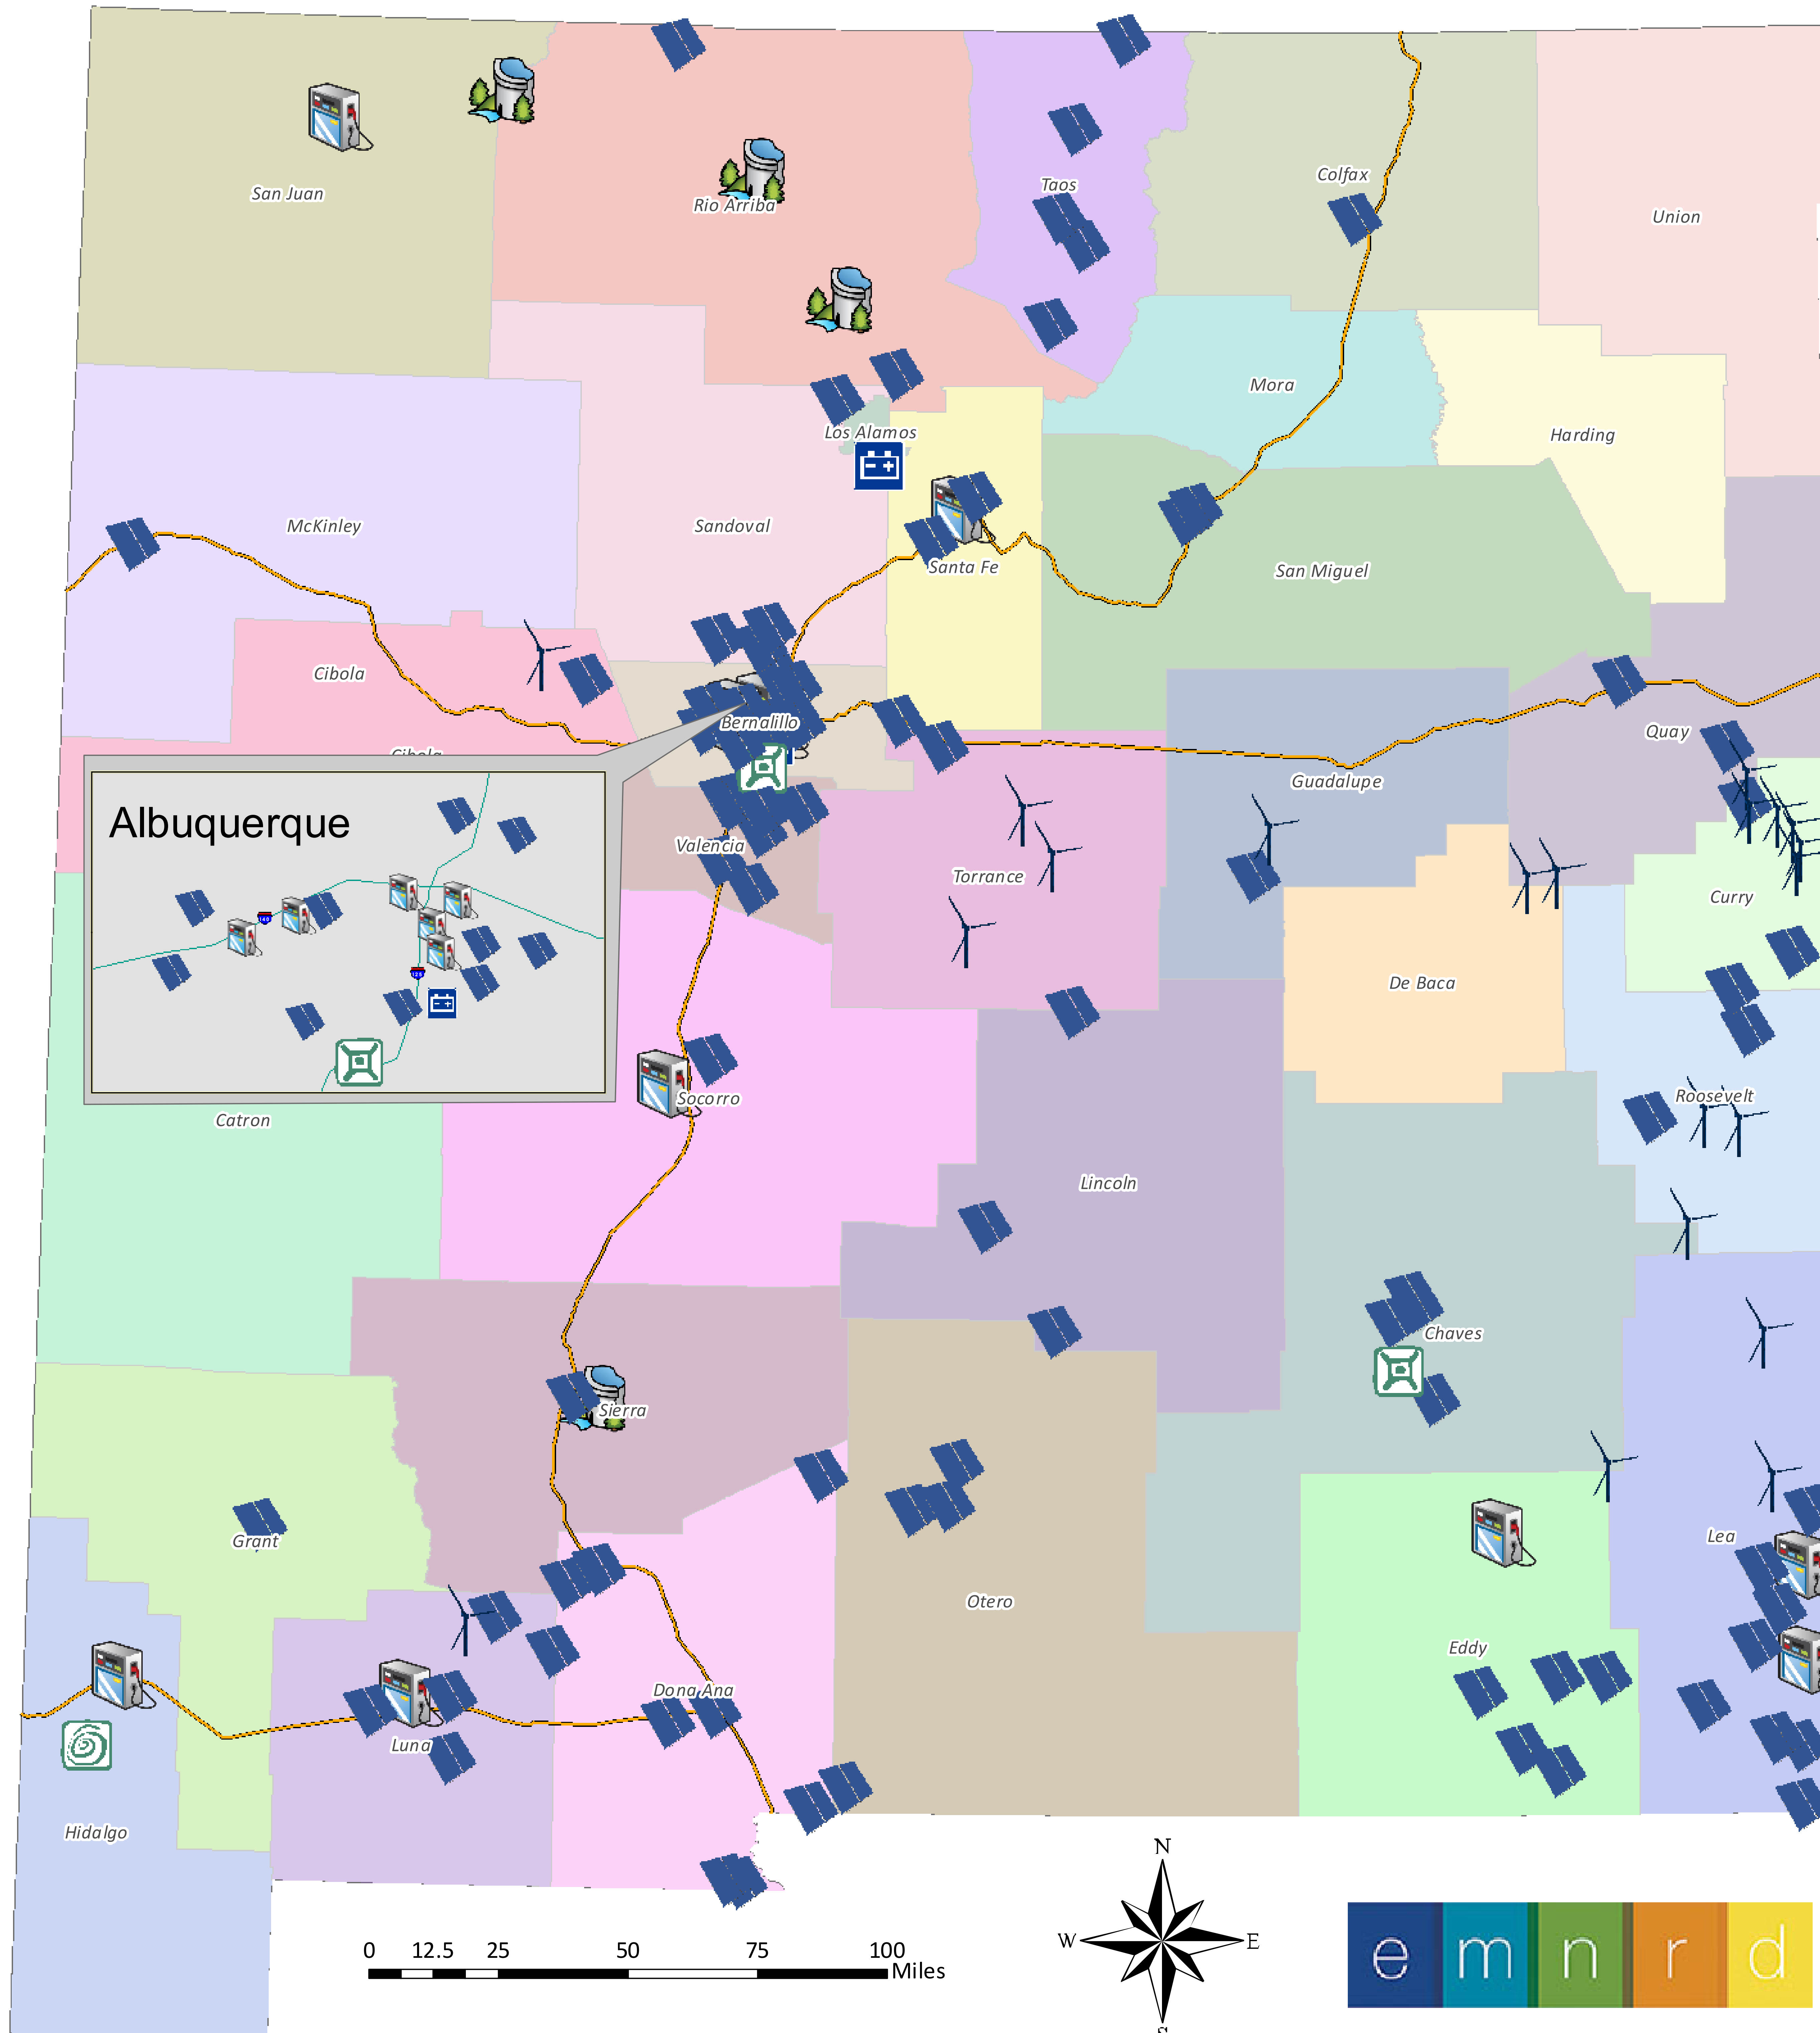 San Juan
Rio Arriba
Taos
Colfax
Union
Mora
Harding
Los Alamos
McKinley
Sandoval
Santa Fe
San Miguel
Cibola
Bernalillo
Quay
Cibola
Guadalupe
Albuquerque
Valencia
Torrance
Curry
De Baca
Roosevelt
Socorro
Catron
Lincoln
Chaves
Sierra
Grant
Lea
Otero
Eddy
Dona Ana
Luna
Hidalgo
N
W E
S
0 12.5 25 50 75 100
Miles
e m n r d